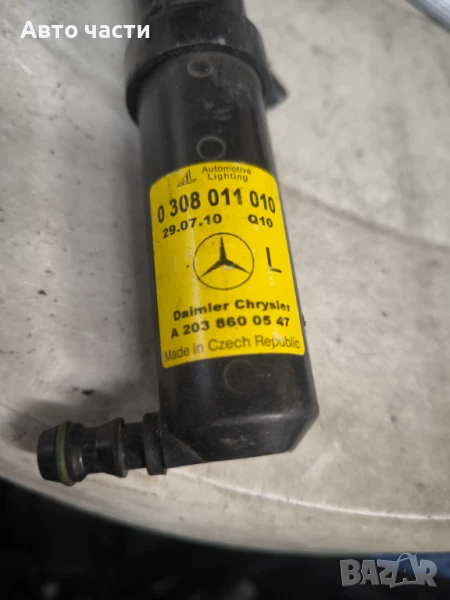 Авто части
Automotive
Lighting
0 308 011 010
29.07.10 Q10
L
Daimler Chrysler
A 203 860 05 47
Made in Czech Republic
BAZAR